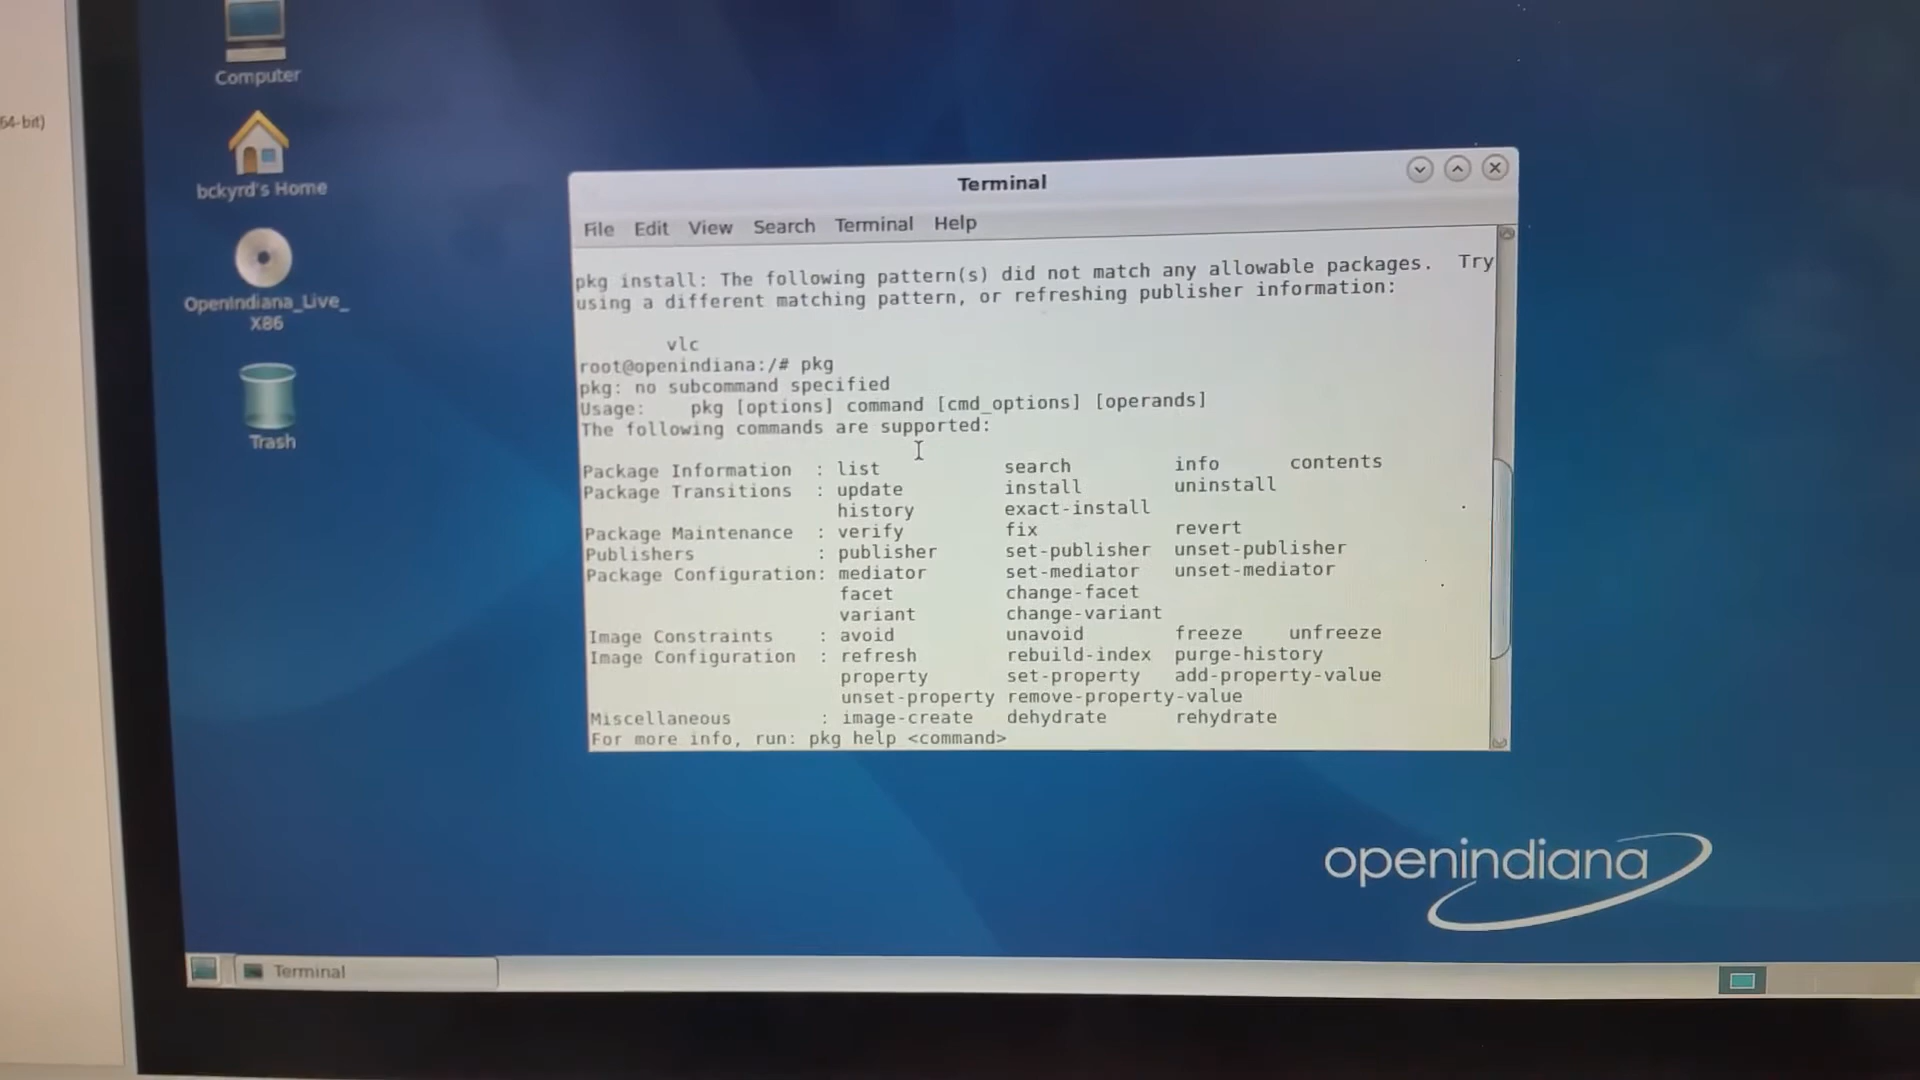 Computer
64-bit)
bckyrd's Home
OpenIndiana_Live_
X86
Trash
Terminal
File Edit View Search Terminal Help
pkg install: The following pattern(s) did not match any allowable packages. Try
using a different matching pattern, or refreshing publisher information:
vlc
root@openindiana:/# pkg
pkg: no subcommand specified
Usage: pkg [options] command [cmd_options] [operands]
The following commands are supported:
Package Information : list search info contents
Package Transitions : update install uninstall
history exact-install
Package Maintenance : verify fix revert
Publishers : publisher set-publisher unset-publisher
Package Configuration: mediator set-mediator unset-mediator
facet change-facet
variant change-variant
Image Constraints : avoid unavoid freeze unfreeze
Image Configuration : refresh rebuild-index purge-history
property set-property add-property-value
unset-property remove-property-value
Miscellaneous : image-create dehydrate rehydrate
For more info, run: pkg help <command>
openindiana
Terminal